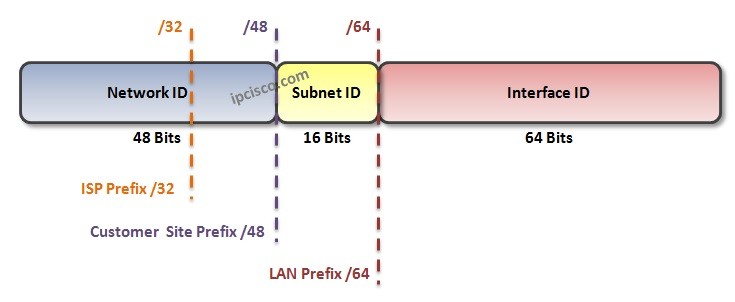 /32 /48 /64
Network ID Subnet ID Interface ID
ipcisco.com
48 Bits 16 Bits 64 Bits
ISP Prefix /32
Customer Site Prefix /48
LAN Prefix /64